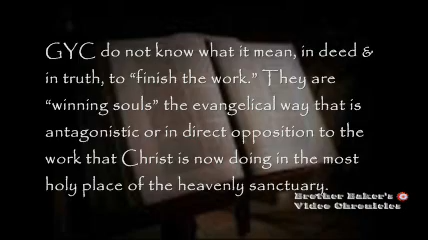 GYC do not know what it mean, in deed &
in truth, to “finish the work.” They are
“winning souls” the evangelical way that is
antagonistic or in direct opposition to the
work that Christ is now doing in the most
holy place of the heavenly sanctuary.
Brother Baker's
Video Chronicles